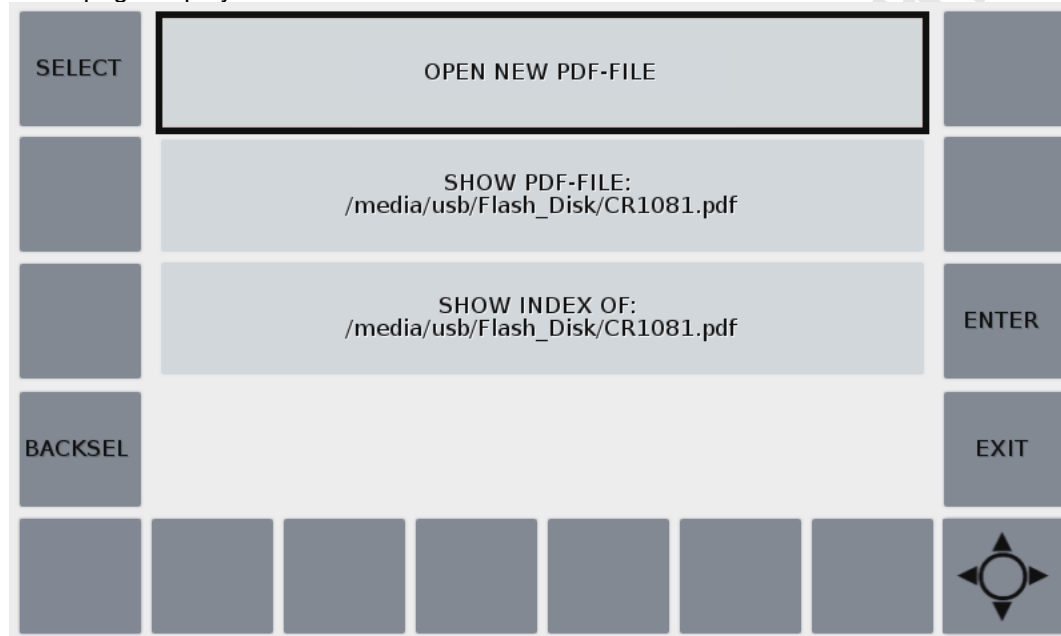 SELECT
OPEN NEW PDF-FILE
SHOW PDF-FILE:
/media/usb/Flash_Disk/CR1081.pdf
SHOW INDEX OF:
/media/usb/Flash_Disk/CR1081.pdf
ENTER
BACKSEL
EXIT